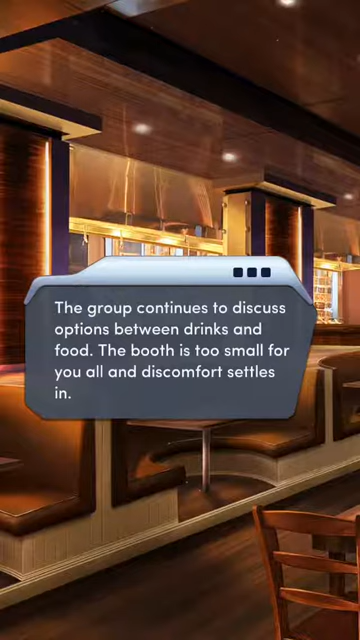 The group continues to discuss
options between drinks and
food. The booth is too small for
you all and discomfort settles
in.